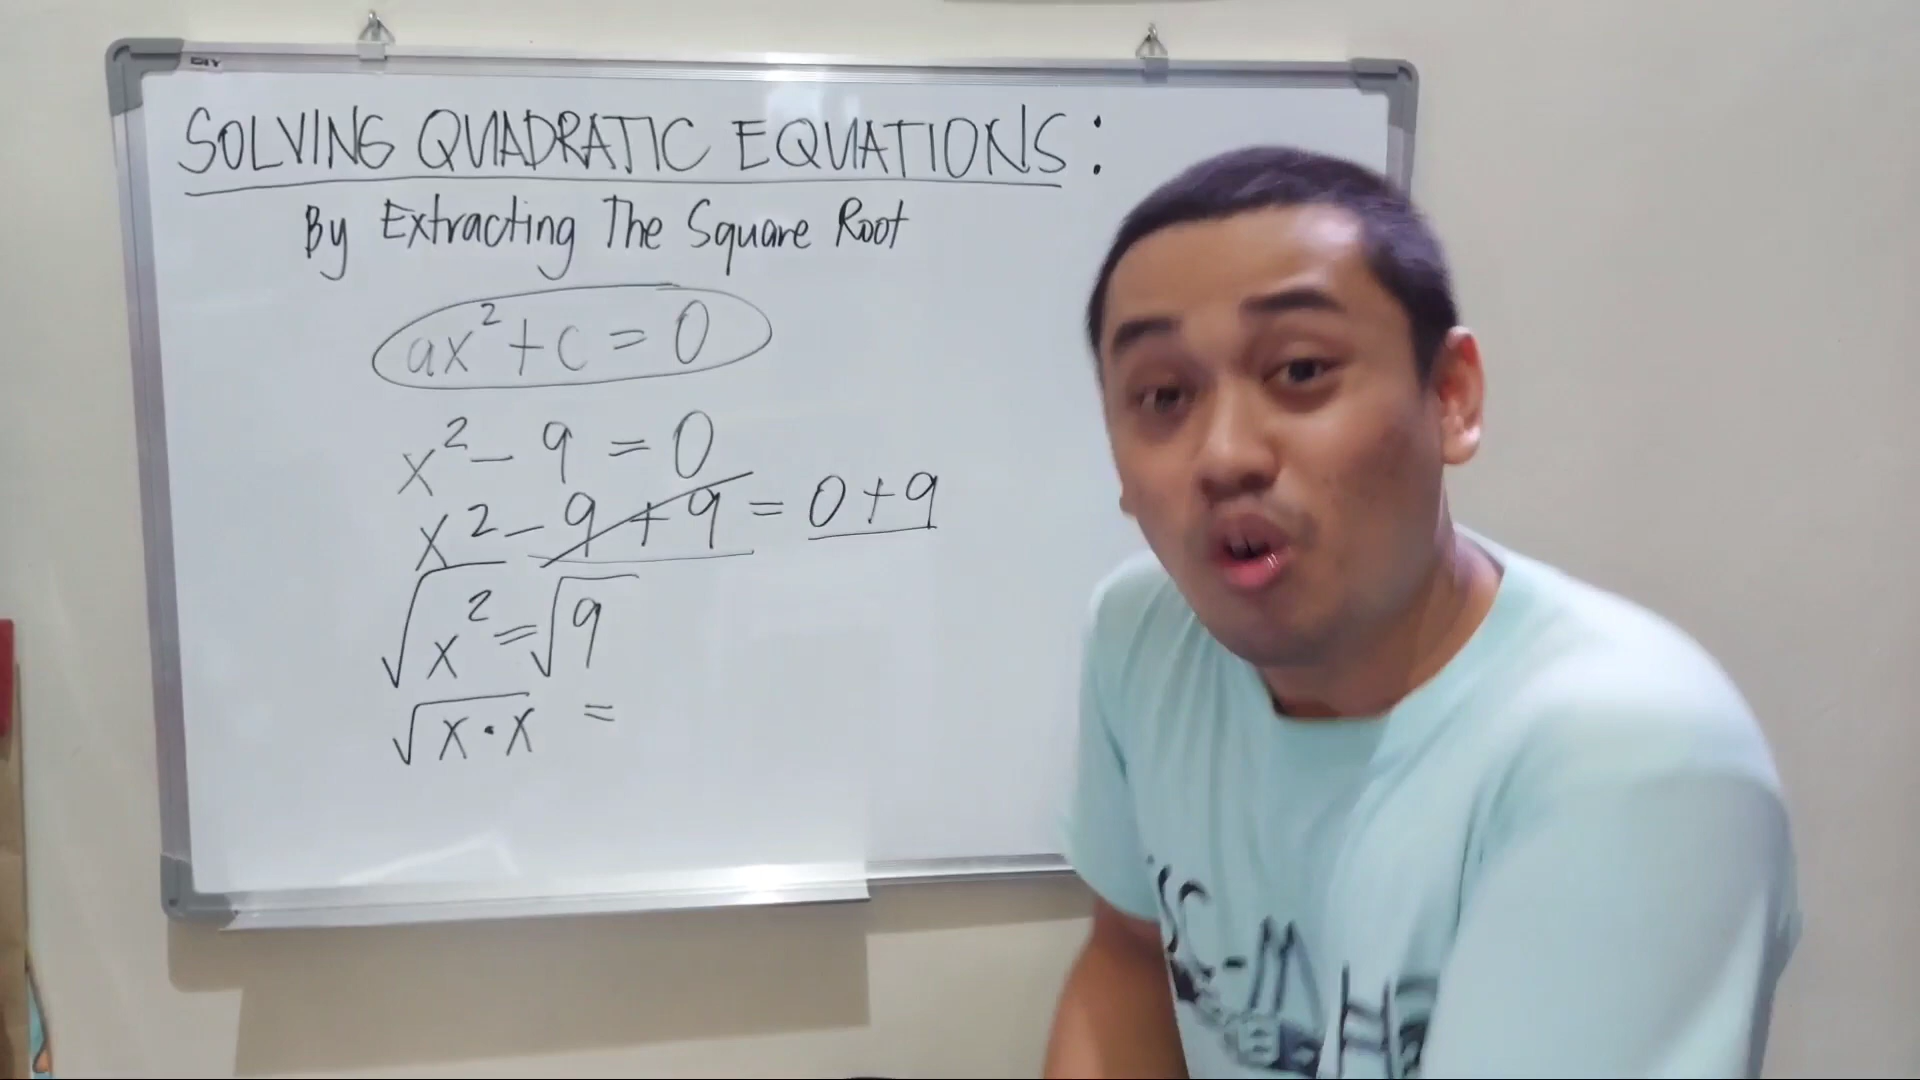 DIY
SOLVING QUADRATIC EQUATIONS:
By Extracting The Square Root
ax² + c = 0
x² - 9 = 0
x² - 9 + 9 = 0 + 9
√x² = √9
√x · x =